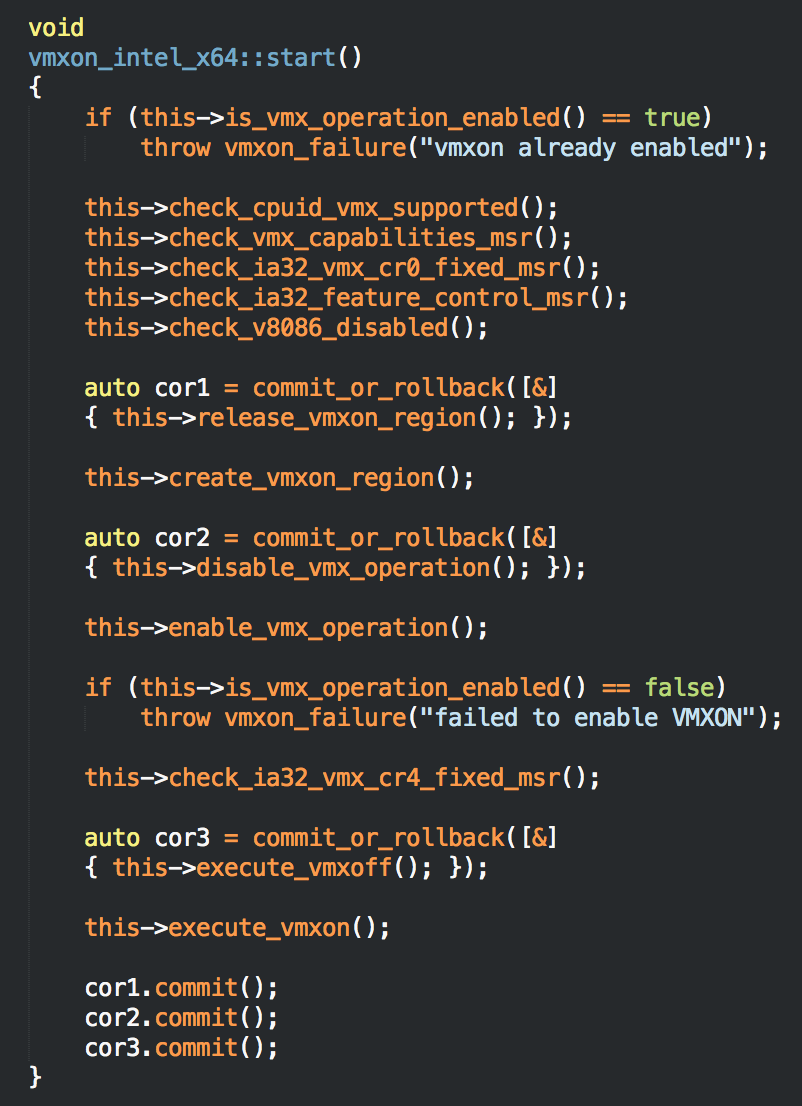 void
vmxon_intel_x64::start()
{
    if (this->is_vmx_operation_enabled() == true)
        throw vmxon_failure("vmxon already enabled");

    this->check_cpuid_vmx_supported();
    this->check_vmx_capabilities_msr();
    this->check_ia32_vmx_cr0_fixed_msr();
    this->check_ia32_feature_control_msr();
    this->check_v8086_disabled();

    auto cor1 = commit_or_rollback([&]
    { this->release_vmxon_region(); });

    this->create_vmxon_region();

    auto cor2 = commit_or_rollback([&]
    { this->disable_vmx_operation(); });

    this->enable_vmx_operation();

    if (this->is_vmx_operation_enabled() == false)
        throw vmxon_failure("failed to enable VMXON");

    this->check_ia32_vmx_cr4_fixed_msr();

    auto cor3 = commit_or_rollback([&]
    { this->execute_vmxoff(); });

    this->execute_vmxon();

    cor1.commit();
    cor2.commit();
    cor3.commit();
}